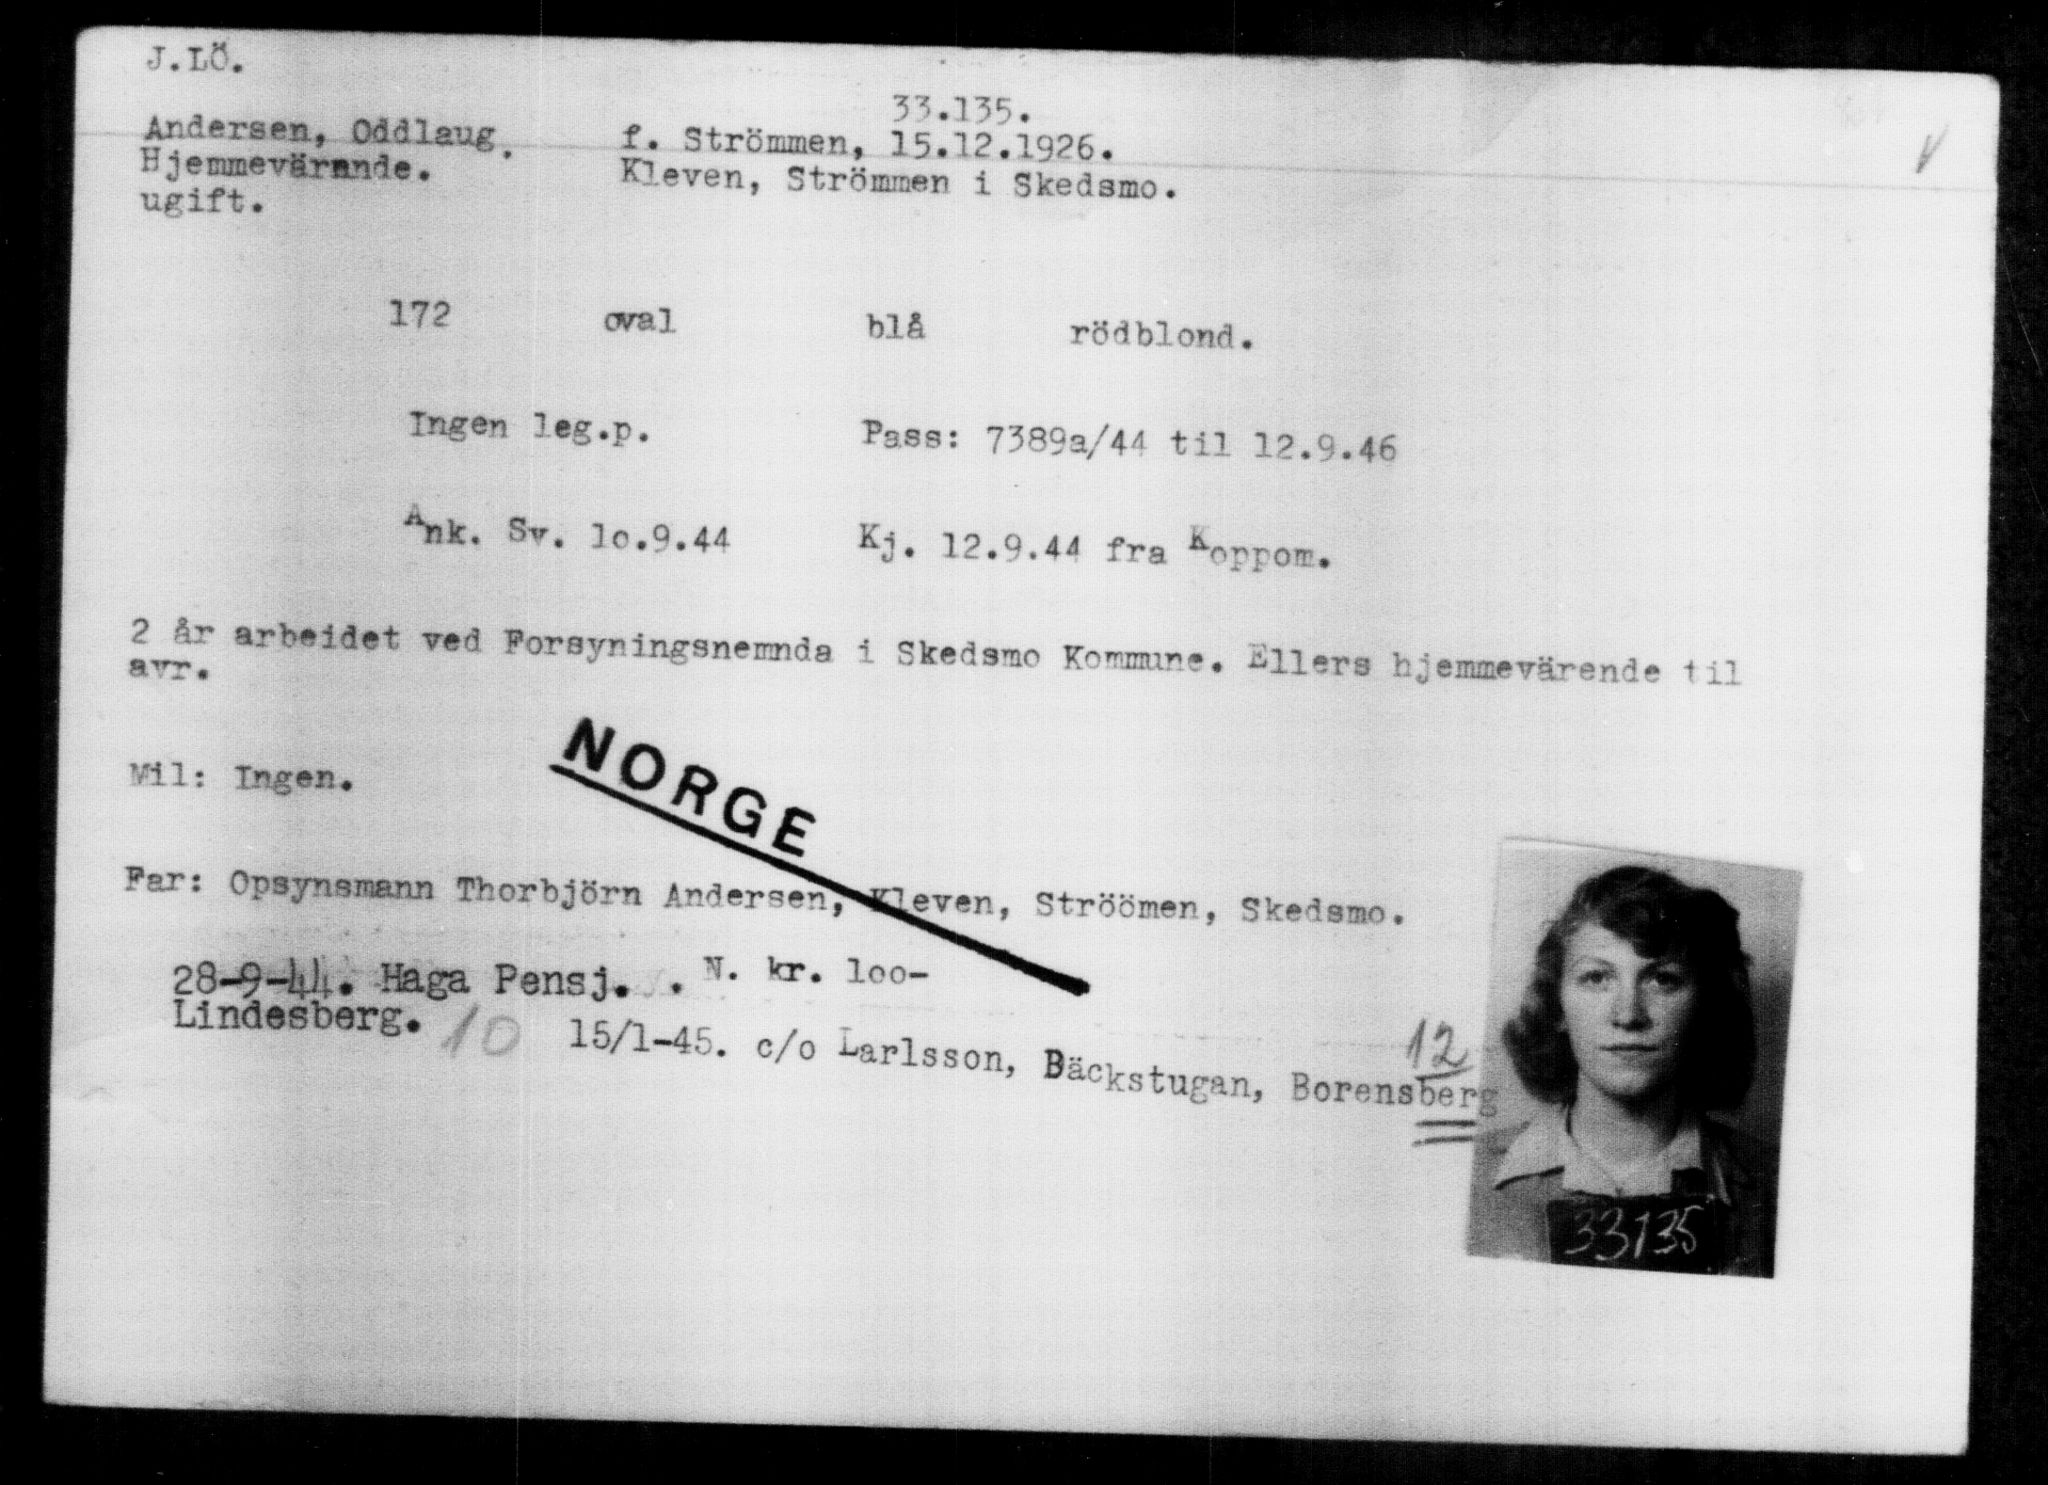 J.LÖ.
33.135.
Andersen, Oddlaug. f. Strömmen, 15.12.1926.
Hjemmevärnnde. Kleven, Strömmen i Skedsmo.
ugift.
172 oval blå rödblond.
Ingen leg.p. Pass: 7389a/44 til 12.9.46
Ank. Sv. 10.9.44 Kj. 12.9.44 fra Koppom.
2 år arbeidet ved Forsyningsnemnda i Skedsmo Kommune. Ellers hjemmevärende til
avr.
NORGE
Mil: Ingen.
Far: Opsynsmann Thorbjörn Andersen, Kleven, Ströömen, Skedsmo.
28-9-44. Haga Pensj. . N. kr. 100-
Lindesberg. 10 15/1-45. c/o Larlsson, Bäckstugan, Borensberg
12
33135